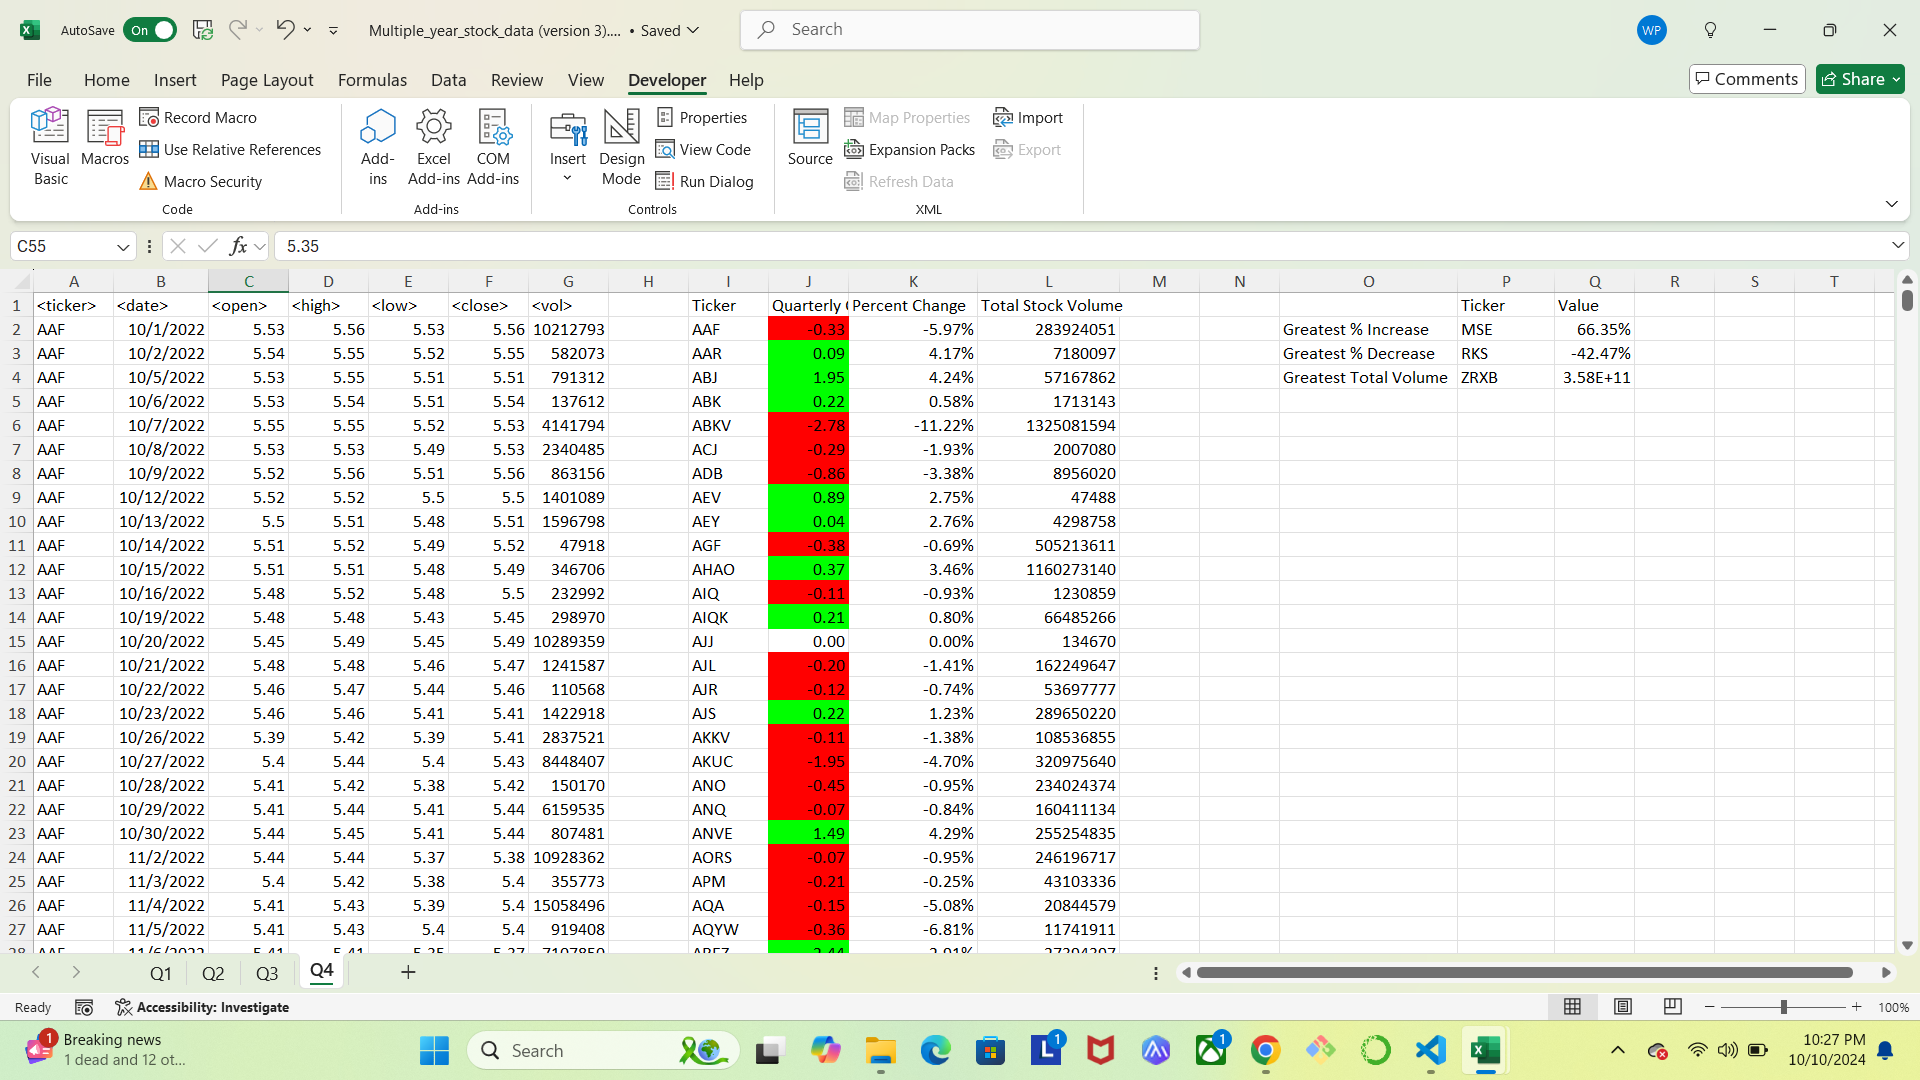 AutoSave On Multiple_year_stock_data (version 3).... • Saved Search WP
File Home Insert Page Layout Formulas Data Review View Developer Help Comments Share
Visual Basic
Macros
Record Macro
Use Relative References
Macro Security
Code
Add-ins
Excel Add-ins
COM Add-ins
Add-ins
Insert
Design Mode
Properties
View Code
Run Dialog
Controls
Source
Map Properties
Expansion Packs
Refresh Data
Import
Export
XML
C55 fx 5.35
A B C D E F G H I J K L M N O P Q R S T
1 <ticker> <date> <open> <high> <low> <close> <vol> Ticker Quarterly Percent Change Total Stock Volume Ticker Value
2 AAF 10/1/2022 5.53 5.56 5.53 5.56 10212793 AAF -0.33 -5.97% 283924051 Greatest % Increase MSE 66.35%
3 AAF 10/2/2022 5.54 5.55 5.52 5.55 582073 AAR 0.09 4.17% 7180097 Greatest % Decrease RKS -42.47%
4 AAF 10/5/2022 5.53 5.55 5.51 5.51 791312 ABJ 1.95 4.24% 57167862 Greatest Total Volume ZRXB 3.58E+11
5 AAF 10/6/2022 5.53 5.54 5.51 5.54 137612 ABK 0.22 0.58% 1713143
6 AAF 10/7/2022 5.55 5.55 5.52 5.53 4141794 ABKV -2.78 -11.22% 1325081594
7 AAF 10/8/2022 5.53 5.53 5.49 5.53 2340485 ACJ -0.29 -1.93% 2007080
8 AAF 10/9/2022 5.52 5.56 5.51 5.56 863156 ADB -0.86 -3.38% 8956020
9 AAF 10/12/2022 5.52 5.52 5.5 5.5 1401089 AEV 0.89 2.75% 47488
10 AAF 10/13/2022 5.5 5.51 5.48 5.51 1596798 AEY 0.04 2.76% 4298758
11 AAF 10/14/2022 5.51 5.52 5.49 5.52 47918 AGF -0.38 -0.69% 505213611
12 AAF 10/15/2022 5.51 5.51 5.48 5.49 346706 AHAO 0.37 3.46% 1160273140
13 AAF 10/16/2022 5.48 5.52 5.48 5.5 232992 AIQ -0.11 -0.93% 1230859
14 AAF 10/19/2022 5.48 5.48 5.43 5.45 298970 AIQK 0.21 0.80% 66485266
15 AAF 10/20/2022 5.45 5.49 5.45 5.49 10289359 AJJ 0.00 0.00% 134670
16 AAF 10/21/2022 5.48 5.48 5.46 5.47 1241587 AJL -0.20 -1.41% 162249647
17 AAF 10/22/2022 5.46 5.47 5.44 5.46 110568 AJR -0.12 -0.74% 53697777
18 AAF 10/23/2022 5.46 5.46 5.41 5.41 1422918 AJS 0.22 1.23% 289650220
19 AAF 10/26/2022 5.39 5.42 5.39 5.41 2837521 AKKV -0.11 -1.38% 108536855
20 AAF 10/27/2022 5.4 5.44 5.4 5.43 8448407 AKUC -1.95 -4.70% 320975640
21 AAF 10/28/2022 5.41 5.42 5.38 5.42 150170 ANO -0.45 -0.95% 234024374
22 AAF 10/29/2022 5.41 5.44 5.41 5.44 6159535 ANQ -0.07 -0.84% 160411134
23 AAF 10/30/2022 5.44 5.45 5.41 5.44 807481 ANVE 1.49 4.29% 255254835
24 AAF 11/2/2022 5.44 5.44 5.37 5.38 10928362 AORS -0.07 -0.95% 246196717
25 AAF 11/3/2022 5.4 5.42 5.38 5.4 355773 APM -0.21 -0.25% 43103336
26 AAF 11/4/2022 5.41 5.43 5.39 5.4 15058496 AQA -0.15 -5.08% 20844579
27 AAF 11/5/2022 5.41 5.43 5.4 5.4 919408 AQYW -0.36 -6.81% 11741911
Q1 Q2 Q3 Q4
Ready Accessibility: Investigate 100%
1 Breaking news
1 dead and 12 ot...
Search
1
1
10:27 PM
10/10/2024